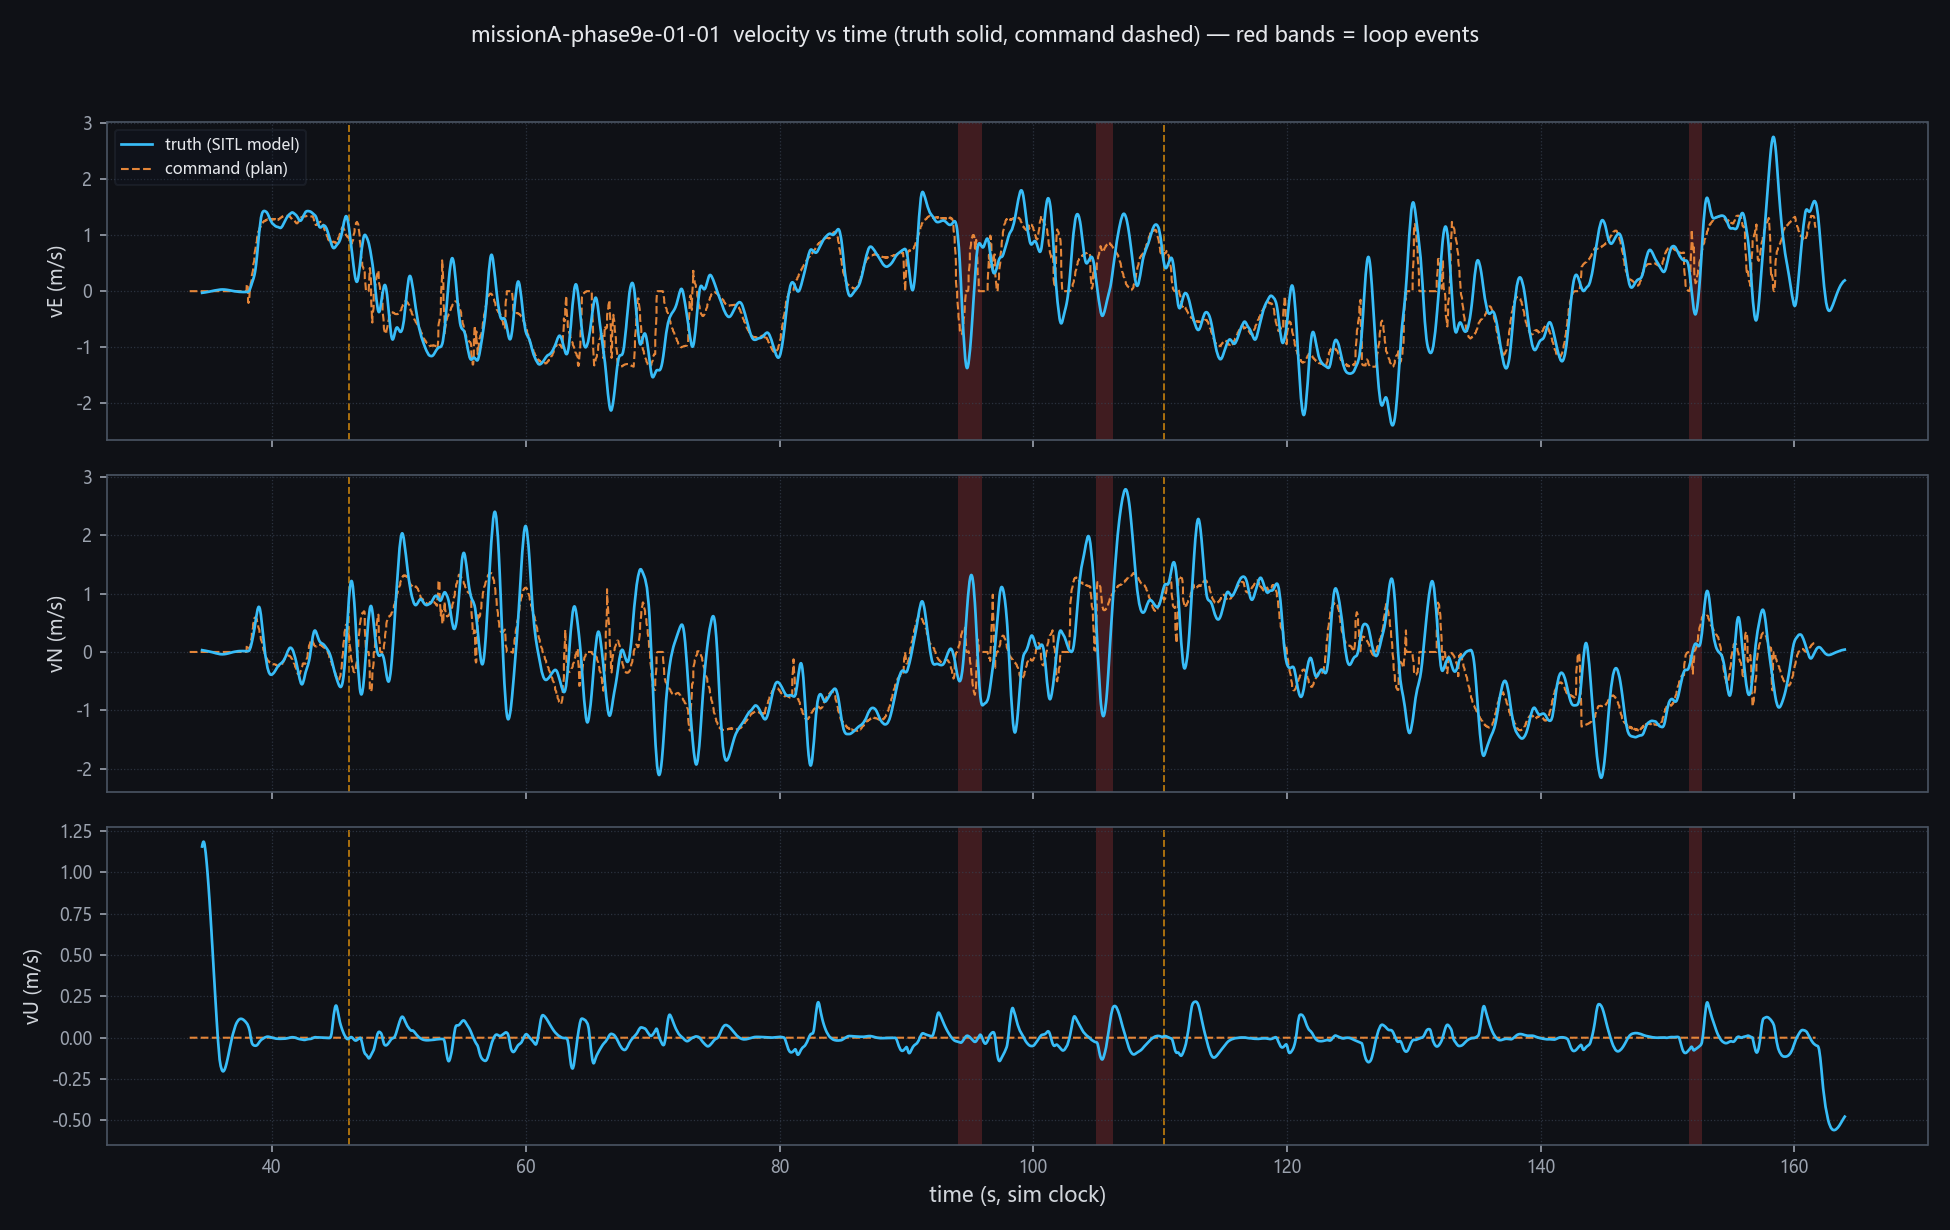 missionA-phase9e-01-01  velocity vs time (truth solid, command dashed) — red bands = loop events
truth (SITL model)
command (plan)
vE (m/s)
3
2
1
0
-1
-2
vN (m/s)
3
2
1
0
-1
-2
vU (m/s)
1.25
1.00
0.75
0.50
0.25
0.00
-0.25
-0.50
40 60 80 100 120 140 160
time (s, sim clock)